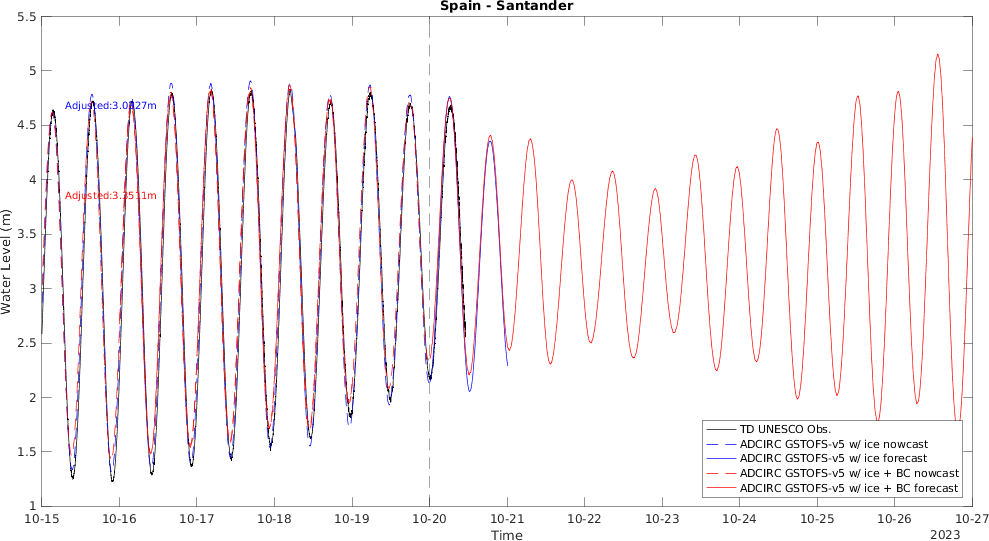 Spain - Santander
5.5
5
4.5
4
3.5
3
2.5
2
1.5
1
Water Level (m)
Adjusted:3.0827m
Adjusted:3.3511m
TD UNESCO Obs.
ADCIRC GSTOFS-v5 w/ ice nowcast
ADCIRC GSTOFS-v5 w/ ice forecast
ADCIRC GSTOFS-v5 w/ ice + BC nowcast
ADCIRC GSTOFS-v5 w/ ice + BC forecast
10-15 10-16 10-17 10-18 10-19 10-20 10-21 10-22 10-23 10-24 10-25 10-26 10-27
Time
2023